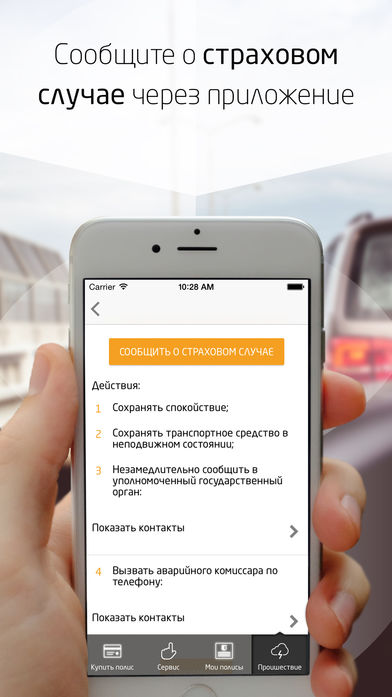 Сообщите о страховом
случае через приложение
Carrier 10:28 AM
СООБЩИТЬ О СТРАХОВОМ СЛУЧАЕ
Действия:
1 Сохранять спокойствие;
2 Сохранять транспортное средство в
неподвижном состоянии;
3 Незамедлительно сообщить в
уполномоченный государственный
орган:
Показать контакты
4 Вызвать аварийного комиссара по
телефону:
Показать контакты
Купить полис Сервис Мои полисы Проишествие